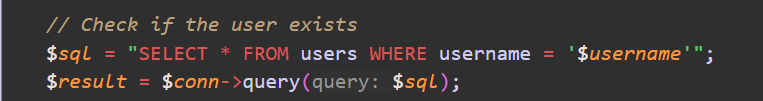 // Check if the user exists
$sql = "SELECT * FROM users WHERE username = '$username'";
$result = $conn->query(query: $sql);